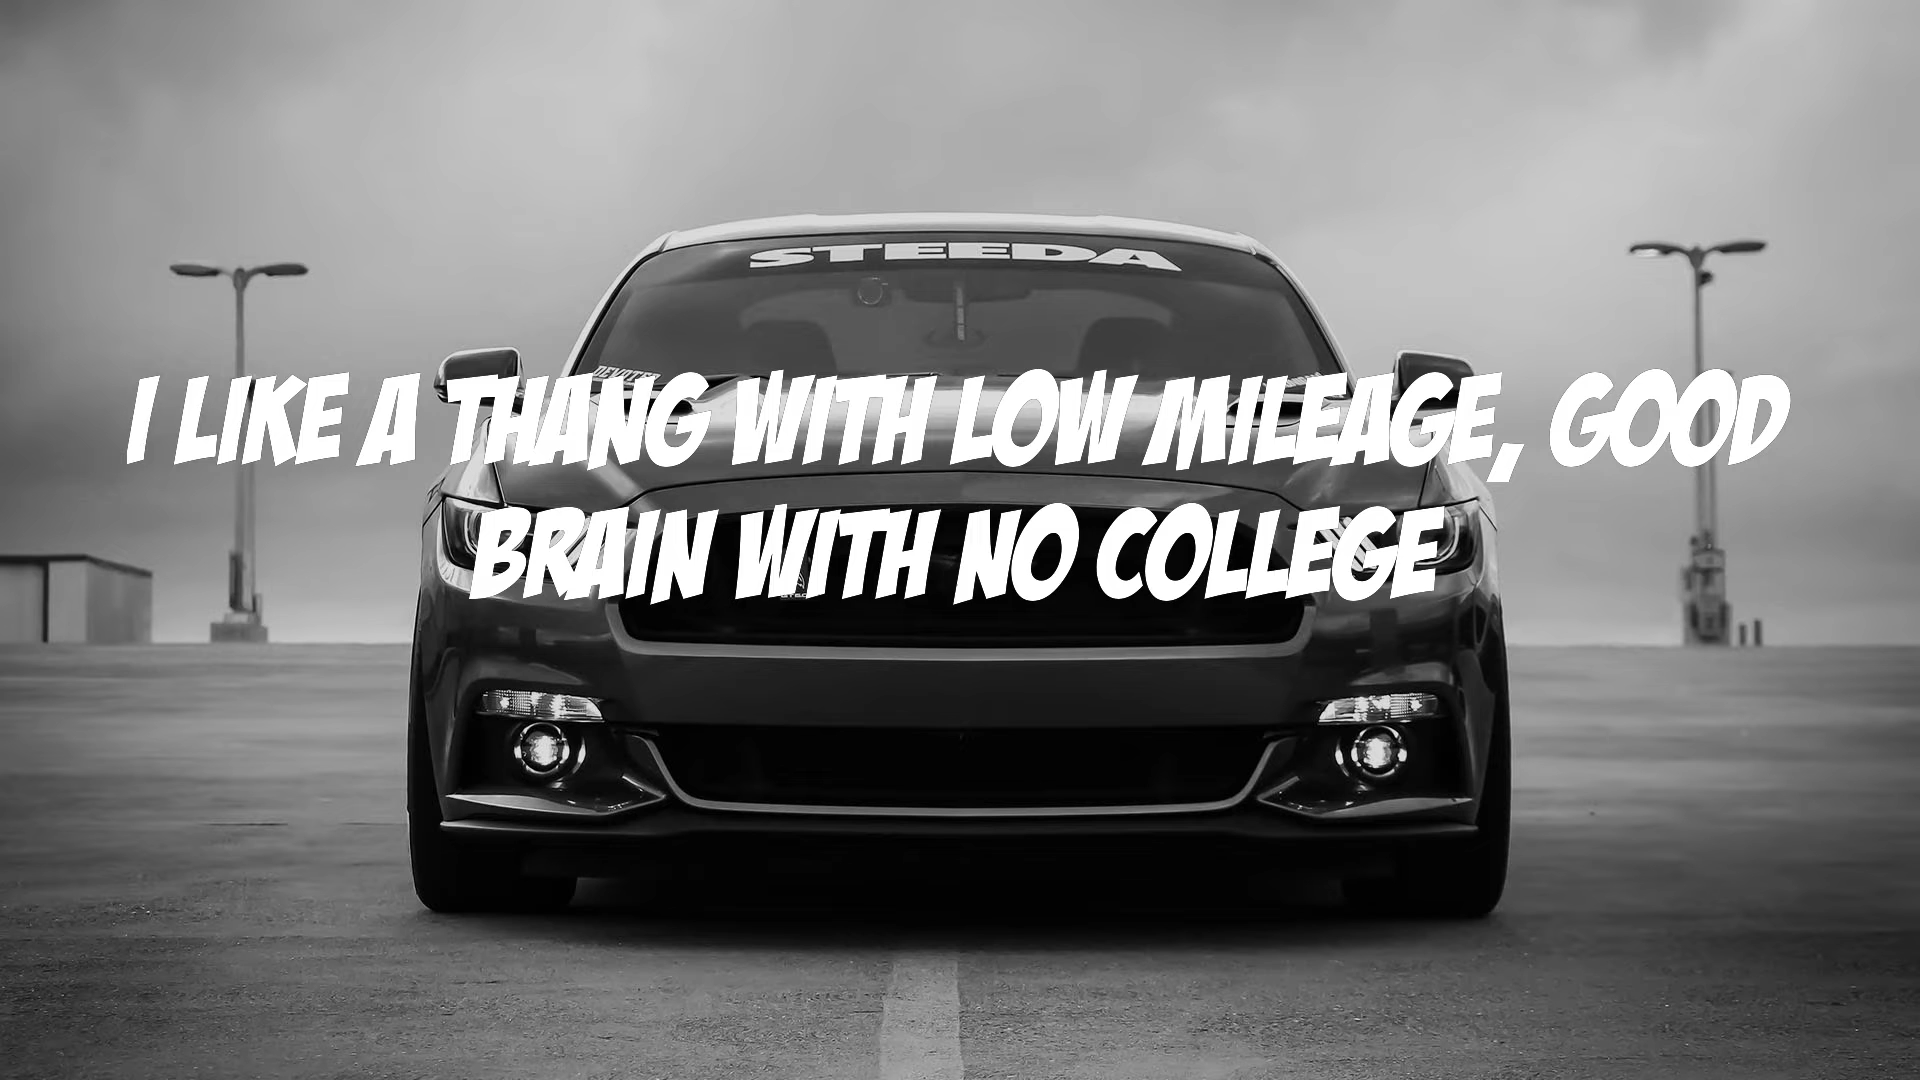 STEEDA
I LIKE A THANG WITH LOW MILEAGE, GOOD
BRAIN WITH NO COLLEGE